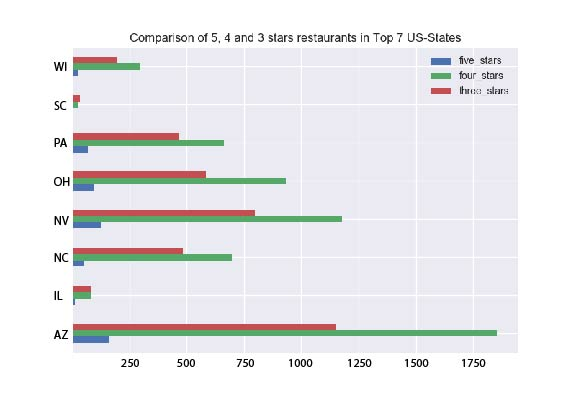 Comparison of 5, 4 and 3 stars restaurants in Top 7 US-States
five_stars
four_stars
three_stars
WI
SC
PA
OH
NV
NC
IL
AZ
250 500 750 1000 1250 1500 1750